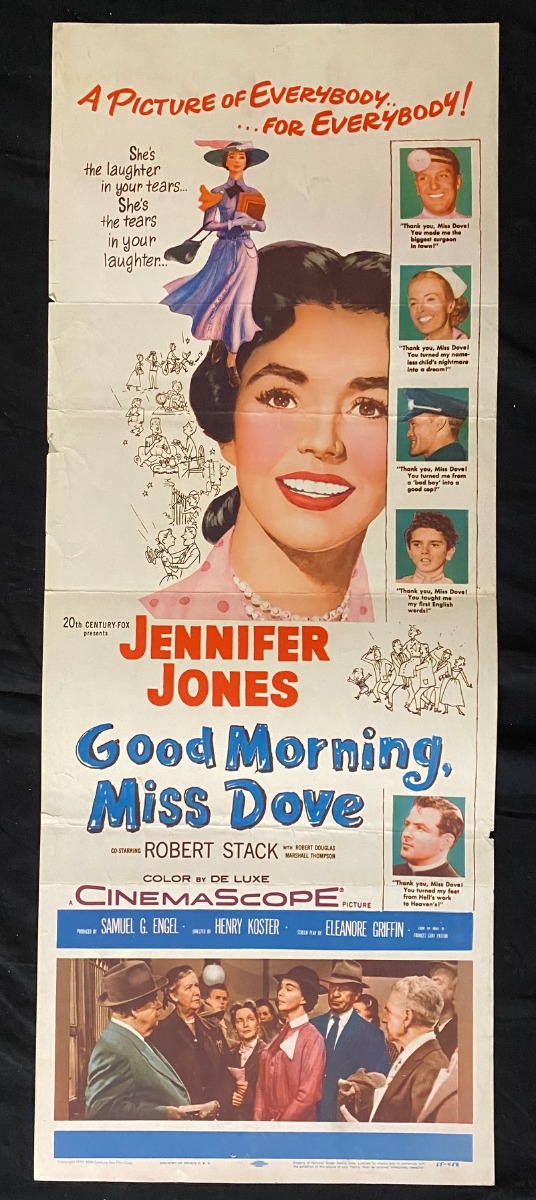 A PICTURE OF EVERYBODY..
...FOR EVERYBODY!
She's
the laughter
in your tears...
She's
the tears
in your
laughter...
"Thank you, Miss Dove!
You made me the
biggest surgeon
in town!"
"Thank you, Miss Dove!
You turned my name-
less child's nightmare
into a dream!"
"Thank you, Miss Dove!
You turned me from
a 'bad boy' into a
good cop!"
"Thank you, Miss Dove!
You taught me
my first English
words!"
20th CENTURY-FOX
presents
JENNIFER
JONES
Good Morning,
Miss Dove
CO-STARRING ROBERT STACK WITH ROBERT DOUGLAS
MARSHALL THOMPSON
COLOR BY DE LUXE
A CINEMASCOPE® PICTURE
"Thank you, Miss Dove!
You turned my feet
from Hell's work
to Heaven's!"
PRODUCED BY SAMUEL G. ENGEL · DIRECTED BY HENRY KOSTER · SCREEN PLAY BY ELEANORE GRIFFIN ·
FRANCES GRAY PATTON
55-458